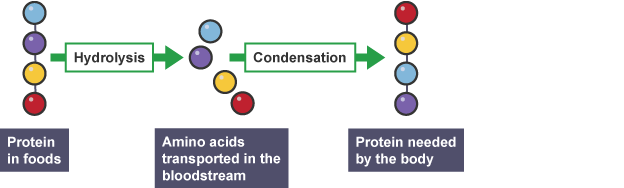 Hydrolysis
Condensation
Protein
in foods
Amino acids
transported in the
bloodstream
Protein needed
by the body